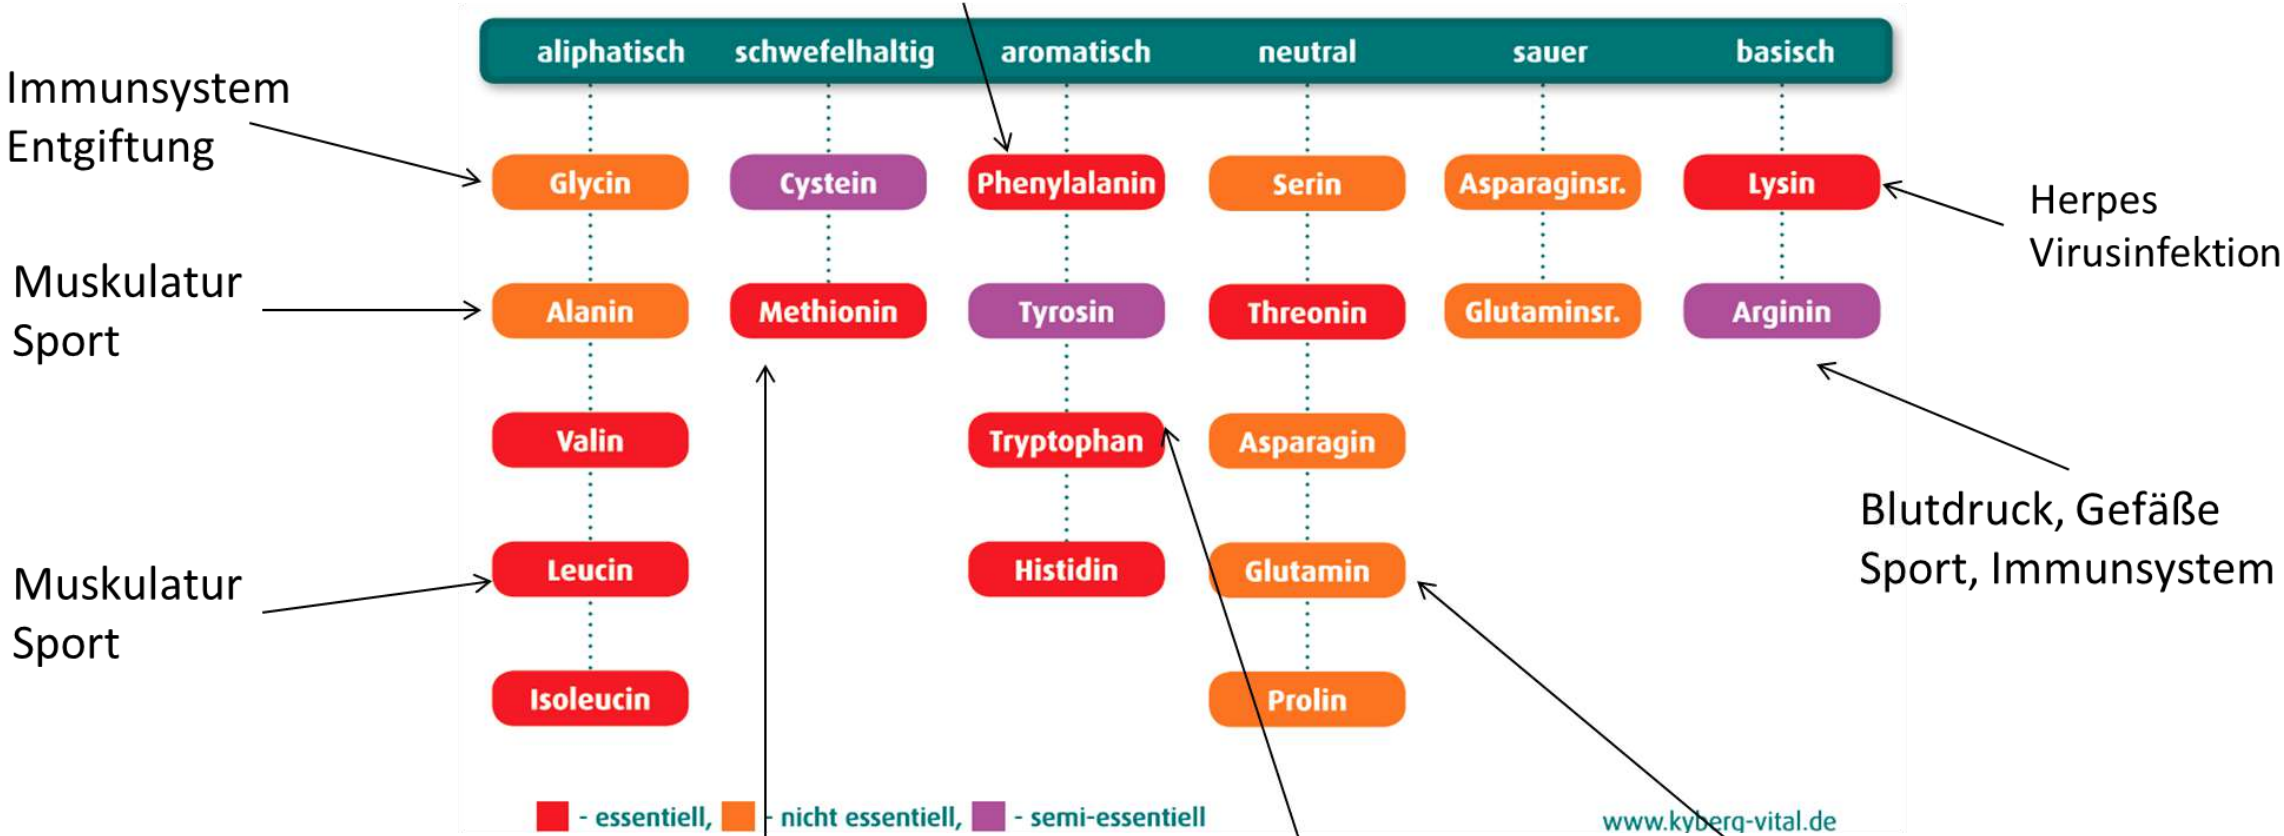 aliphatisch schwefelhaltig aromatisch neutral sauer basisch
Immunsystem
Entgiftung
Glycin Cystein Phenylalanin Serin Asparaginsr. Lysin
Herpes
Virusinfektion
Muskulatur
Sport
Alanin Methionin Tyrosin Threonin Glutaminsr. Arginin
Valin Tryptophan Asparagin
Blutdruck, Gefäße
Sport, Immunsystem
Muskulatur
Sport
Leucin Histidin Glutamin
Isoleucin Prolin
- essentiell, - nicht essentiell, - semi-essentiell
www.kyberg-vital.de